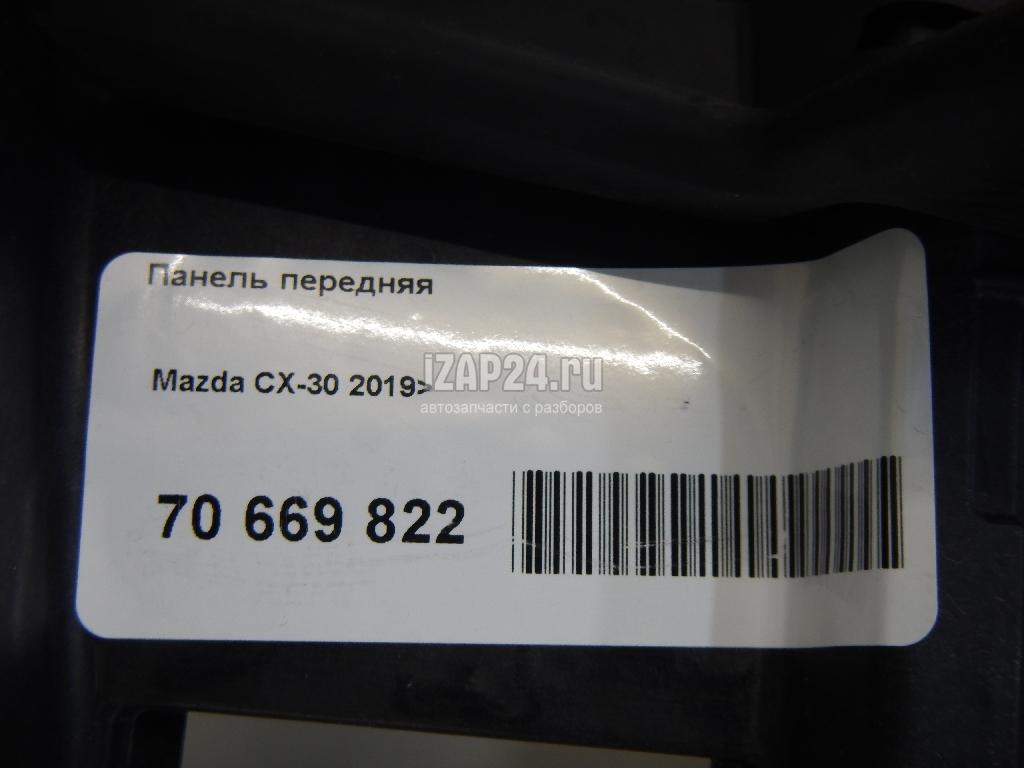 Панель передняя
Mazda CX-30 2019>
iZAP24.ru
автозапчасти с разборов
70 669 822